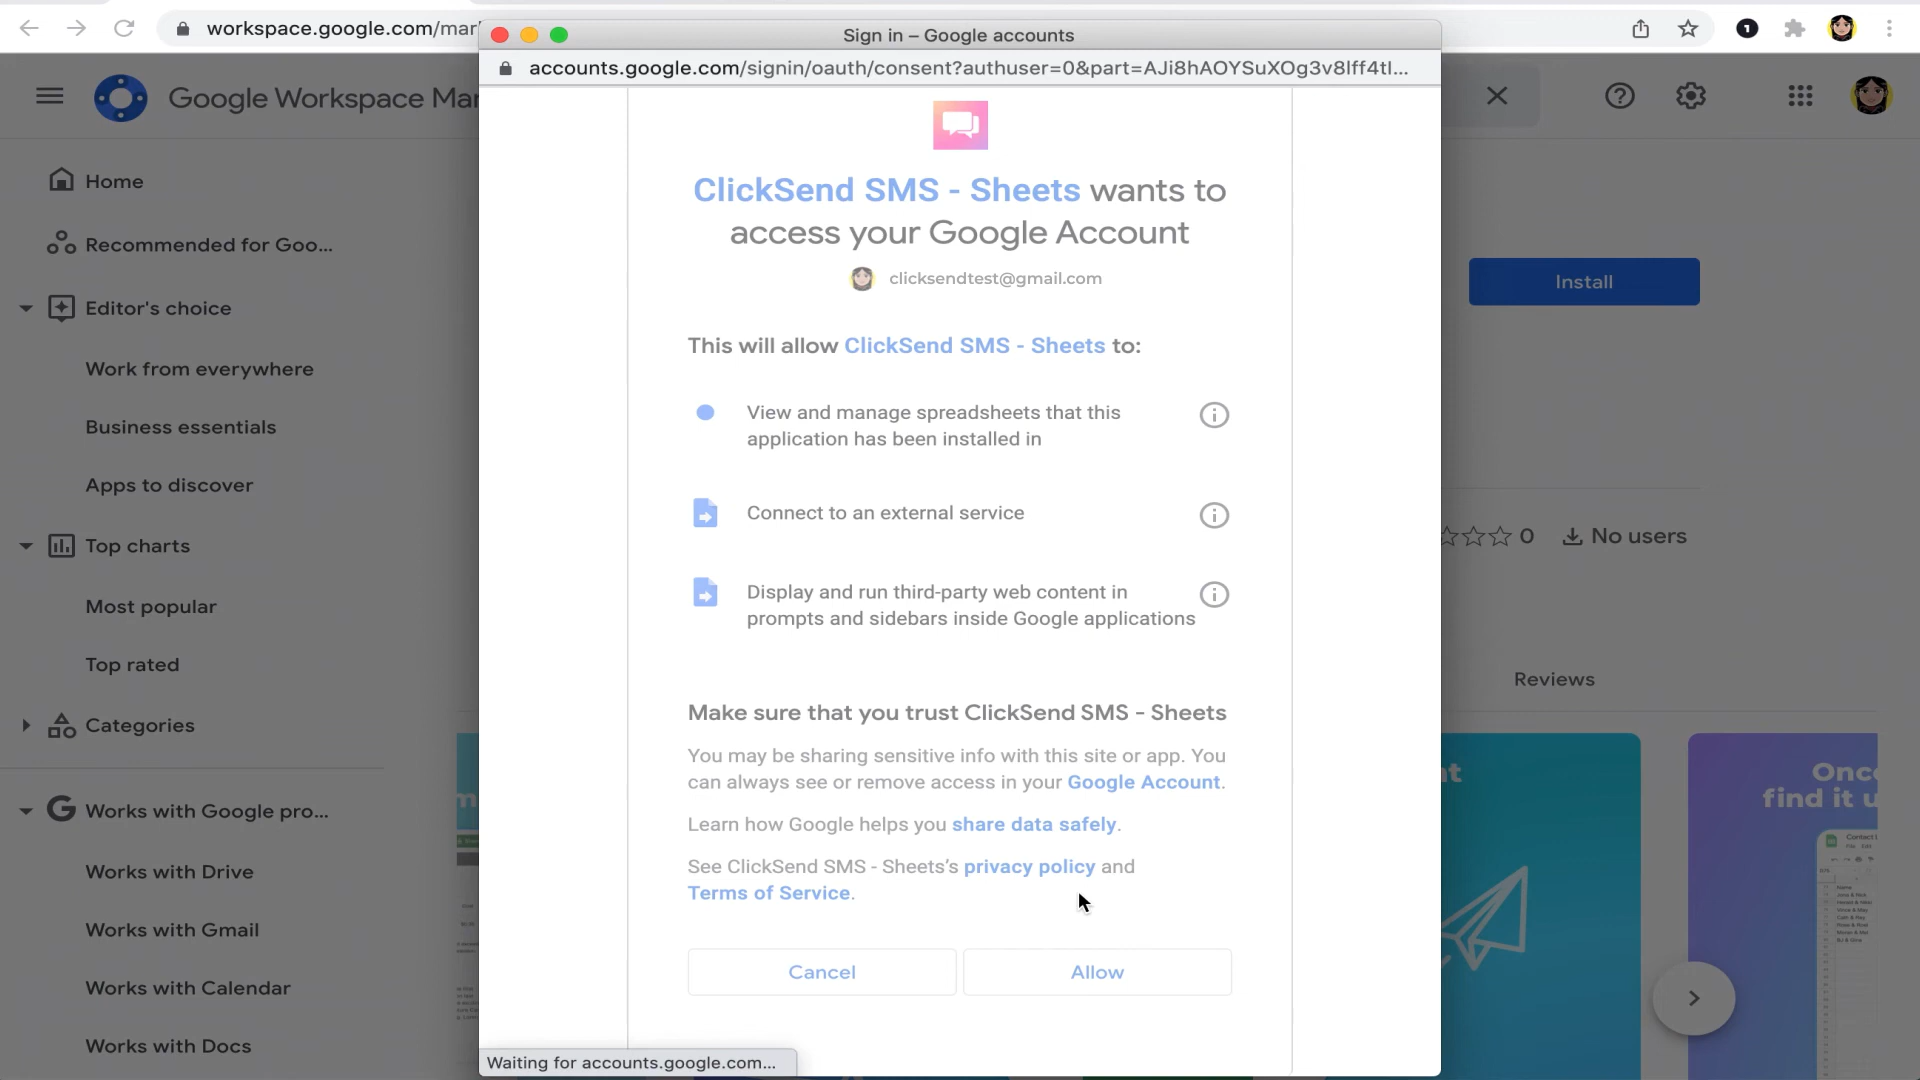 workspace.google.com/mar
Sign in – Google accounts
accounts.google.com/signin/oauth/consent?authuser=0&part=AJi8hAOYSuXOg3v8lff4tI...
Google Workspace Mar
Home
Recommended for Goo...
Editor's choice
Work from everywhere
Business essentials
Apps to discover
Top charts
Most popular
Top rated
Categories
Works with Google pro...
Works with Drive
Works with Gmail
Works with Calendar
Works with Docs
ClickSend SMS - Sheets wants to
access your Google Account
clicksendtest@gmail.com
This will allow ClickSend SMS - Sheets to:
View and manage spreadsheets that this
application has been installed in
Connect to an external service
Display and run third-party web content in
prompts and sidebars inside Google applications
Make sure that you trust ClickSend SMS - Sheets
You may be sharing sensitive info with this site or app. You
can always see or remove access in your Google Account.
Learn how Google helps you share data safely.
See ClickSend SMS - Sheets's privacy policy and
Terms of Service.
Cancel
Allow
Waiting for accounts.google.com...
Install
0
No users
Reviews
Onc
find it u